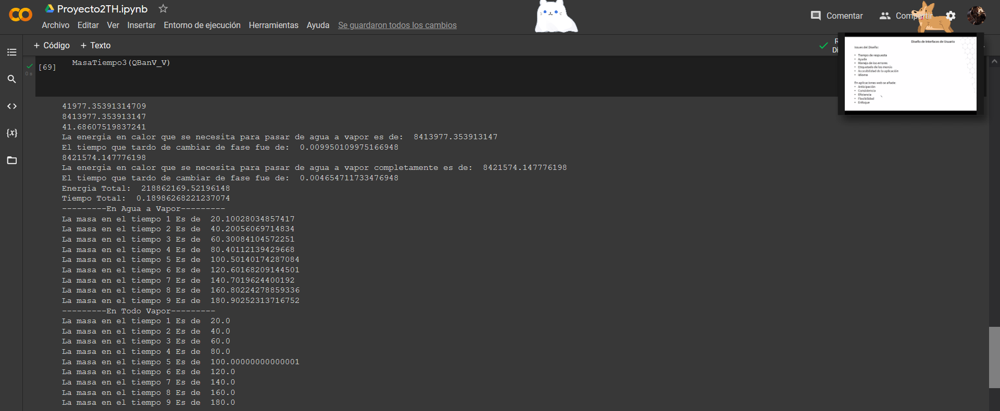 Proyecto2TH.ipynb
Archivo Editar Ver Insertar Entorno de ejecución Herramientas Ayuda Se guardaron todos los cambios
Comentar
Compartir
+ Código + Texto
R
Di
[69]
0 s
MasaTiempo3(QBanV_V)
41977.35391314709
8413977.353913147
41.68607519837241
La energia en calor que se necesita para pasar de agua a vapor es de: 8413977.353913147
El tiempo que tardo de cambiar de fase fue de: 0.009950109975166948
8421574.147776198
La energia en calor que se necesita para pasar de agua a vapor completamente es de: 8421574.147776198
El tiempo que tardo de cambiar de fase fue de: 0.004654711733476948
Energia Total: 218862169.52196148
Tiempo Total: 0.18986268221237074
---------En Agua a Vapor---------
La masa en el tiempo 1 Es de 20.10028034857417
La masa en el tiempo 2 Es de 40.20056069714834
La masa en el tiempo 3 Es de 60.30084104572251
La masa en el tiempo 4 Es de 80.40112139429668
La masa en el tiempo 5 Es de 100.50140174287084
La masa en el tiempo 6 Es de 120.60168209144501
La masa en el tiempo 7 Es de 140.7019624400192
La masa en el tiempo 8 Es de 160.80224278859336
La masa en el tiempo 9 Es de 180.90252313716752
---------En Todo Vapor---------
La masa en el tiempo 1 Es de 20.0
La masa en el tiempo 2 Es de 40.0
La masa en el tiempo 3 Es de 60.0
La masa en el tiempo 4 Es de 80.0
La masa en el tiempo 5 Es de 100.00000000000001
La masa en el tiempo 6 Es de 120.0
La masa en el tiempo 7 Es de 140.0
La masa en el tiempo 8 Es de 160.0
La masa en el tiempo 9 Es de 180.0
Diseño de Interfaces de Usuario
Issues del Diseño:
• Tiempo de respuesta
• Ayuda
• Manejo de los errores
• Etiquetado de los menús
• Accesibilidad de la aplicación
• Idioma
En aplicaciones web se añade:
• Anticipación
• Consistencia
• Eficiencia
• Flexibilidad
• Enfoque